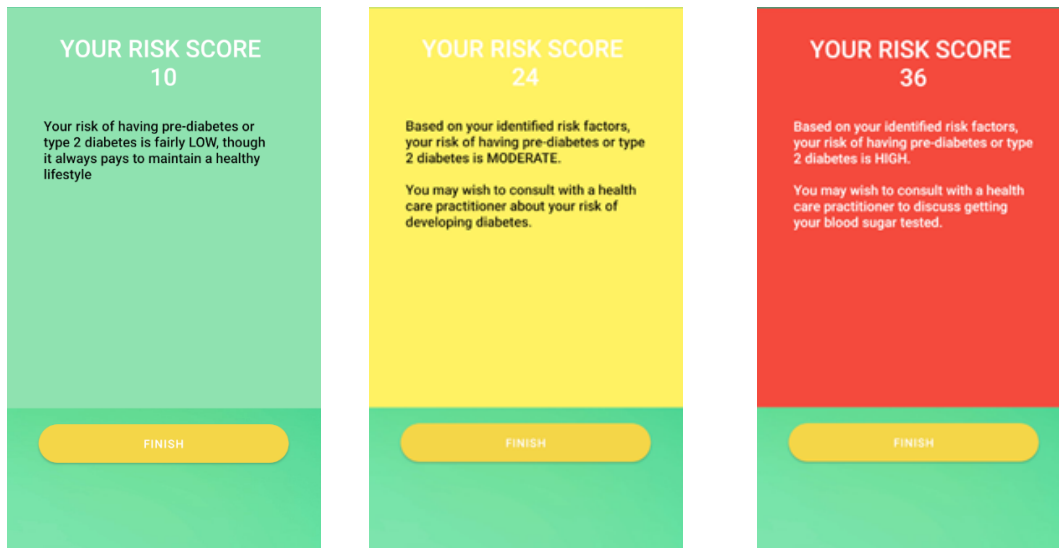 YOUR RISK SCORE
10
Your risk of having pre-diabetes or
type 2 diabetes is fairly LOW, though
it always pays to maintain a healthy
lifestyle
FINISH
YOUR RISK SCORE
24
Based on your identified risk factors,
your risk of having pre-diabetes or type
2 diabetes is MODERATE.
You may wish to consult with a health
care practitioner about your risk of
developing diabetes.
FINISH
YOUR RISK SCORE
36
Based on your identified risk factors,
your risk of having pre-diabetes or type
2 diabetes is HIGH.
You may wish to consult with a health
care practitioner to discuss getting
your blood sugar tested.
FINISH